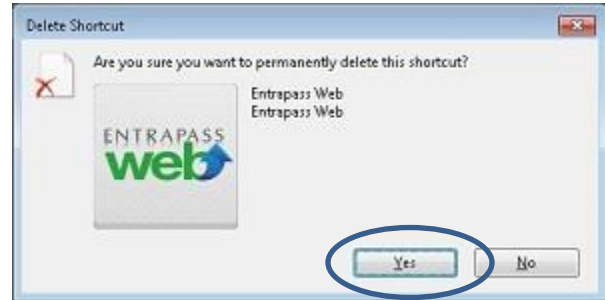 Delete Shortcut
Are you sure you want to permanently delete this shortcut?
Entrapass Web
Entrapass Web
ENTRAPASS
web
Yes
No